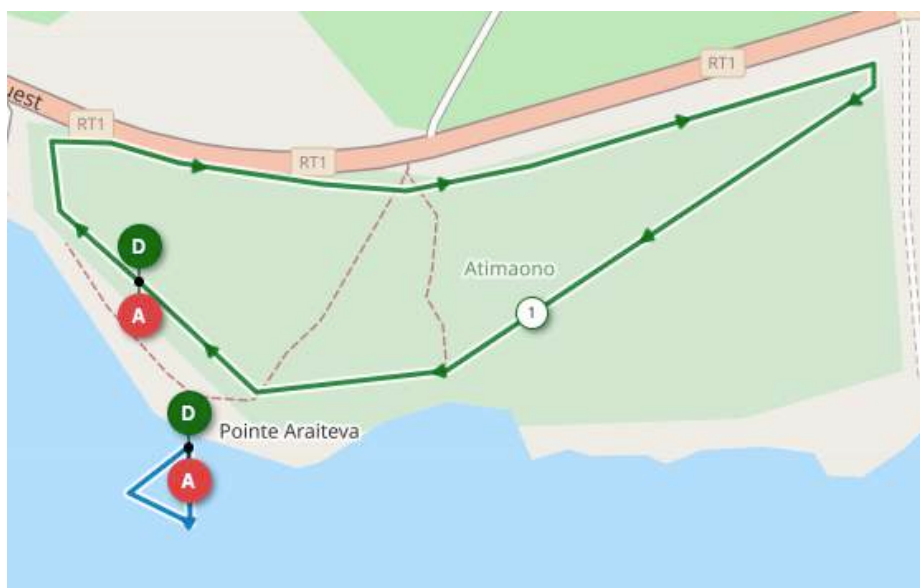 RT1
uest
RT1
RT1
D
Atimaono
A
1
D
Pointe Araiteva
A